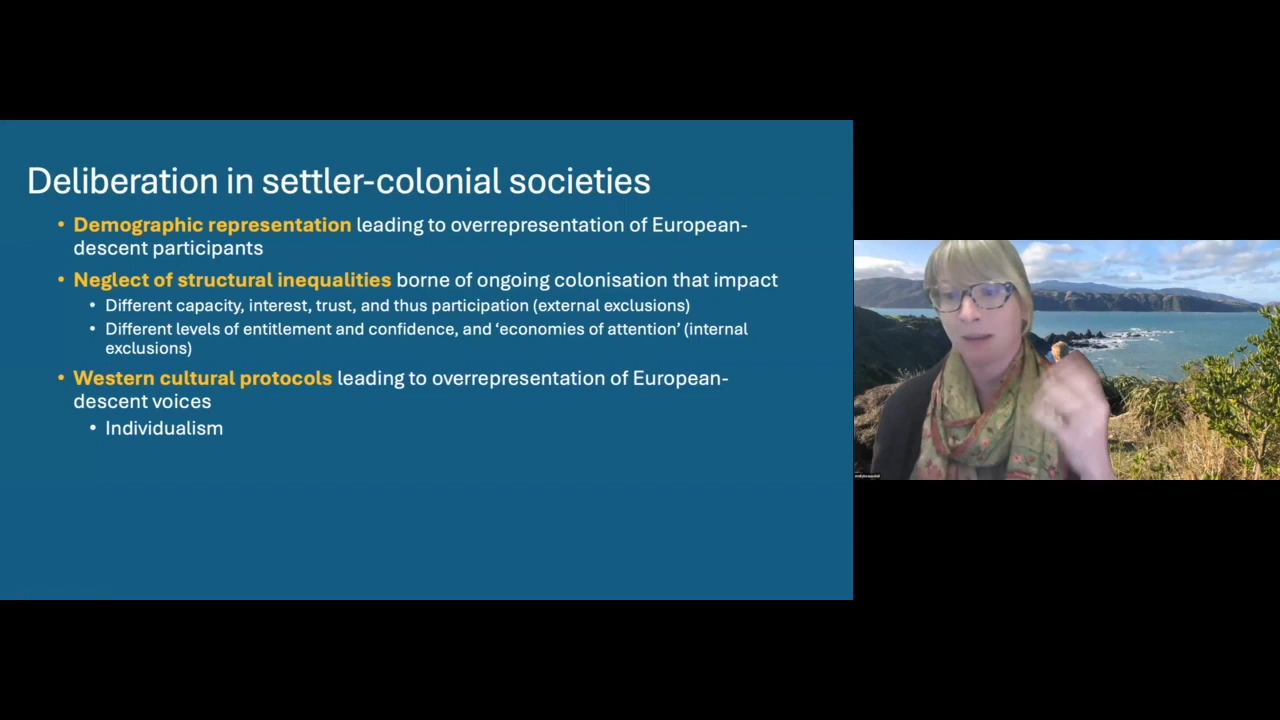 Deliberation in settler-colonial societies
• Demographic representation leading to overrepresentation of European-
descent participants
• Neglect of structural inequalities borne of ongoing colonisation that impact
• Different capacity, interest, trust, and thus participation (external exclusions)
• Different levels of entitlement and confidence, and ‘economies of attention’ (internal
exclusions)
• Western cultural protocols leading to overrepresentation of European-
descent voices
• Individualism